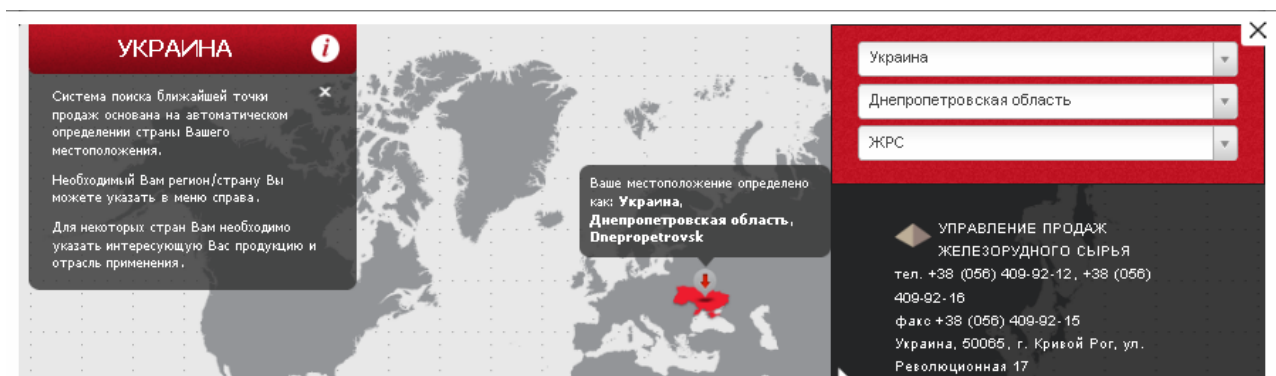 УКРАИНА
i
Система поиска ближайшей точки
продаж основана на автоматическом
определении страны Вашего
местоположения.
Необходимый Вам регион/страну Вы
можете указать в меню справа.
Для некоторых стран Вам необходимо
указать интересующую Вас продукцию и
отрасль применения.
Ваше местоположение определено
как: Украина,
Днепропетровская область,
Dnepropetrovsk
Украина
Днепропетровская область
ЖРС
УПРАВЛЕНИЕ ПРОДАЖ
ЖЕЛЕЗОРУДНОГО СЫРЬЯ
тел. +38 (056) 409-92-12, +38 (056)
409-92-16
факс +38 (056) 409-92-15
Украина, 50065, г. Кривой Рог, ул.
Революционная 17